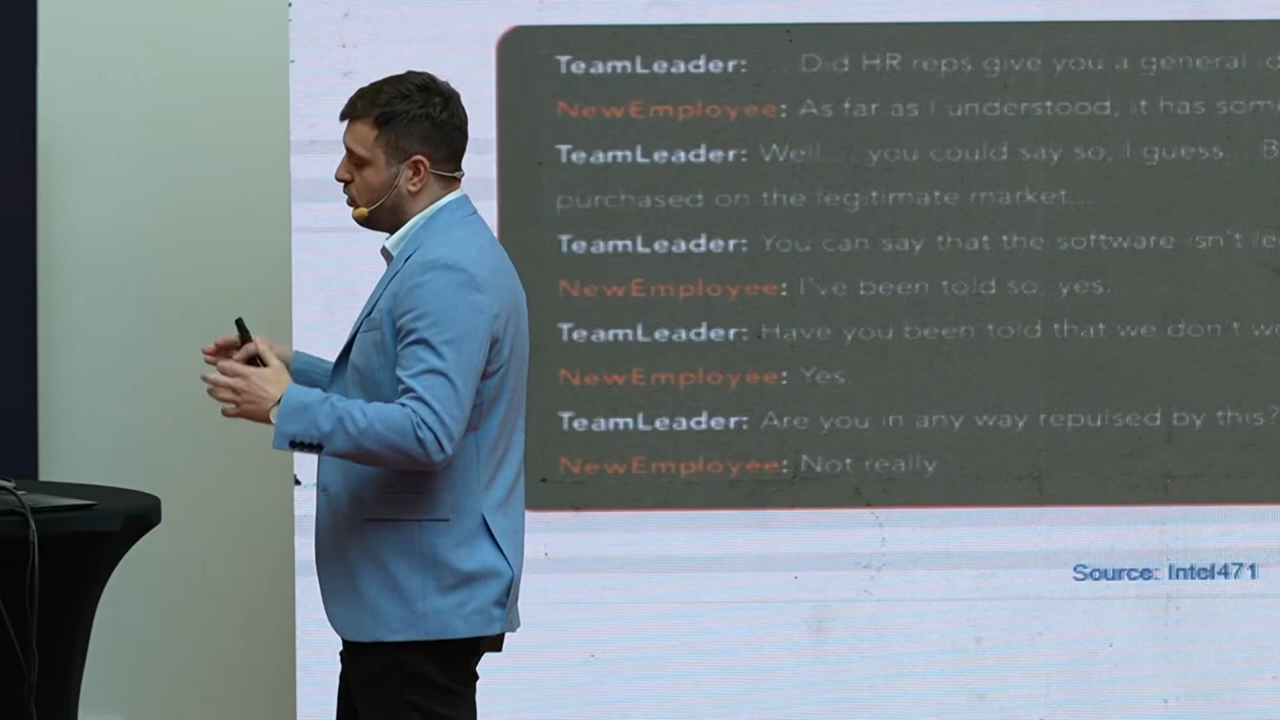 TeamLeader: Did HR reps give you a general id
NewEmployee: As far as I understood, it has som
TeamLeader: Well... you could say so, I guess. B
purchased on the legitimate market...
TeamLeader: You can say that the software isn't le
NewEmployee: I've been told so, yes.
TeamLeader: Have you been told that we don't w
NewEmployee: Yes
TeamLeader: Are you in any way repulsed by this?
NewEmployee: Not really
Source: Intel471